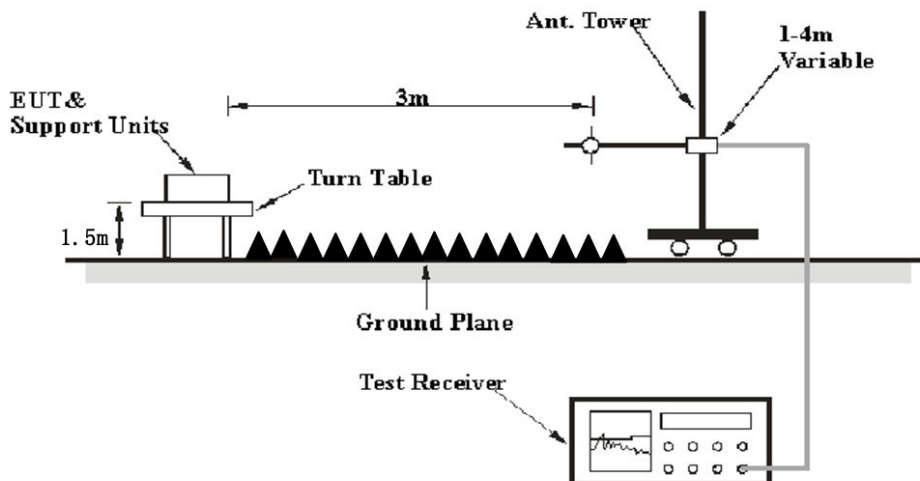 Ant. Tower
1-4m
Variable
EUT&
Support Units
3m
Turn Table
1.5m
Ground Plane
Test Receiver